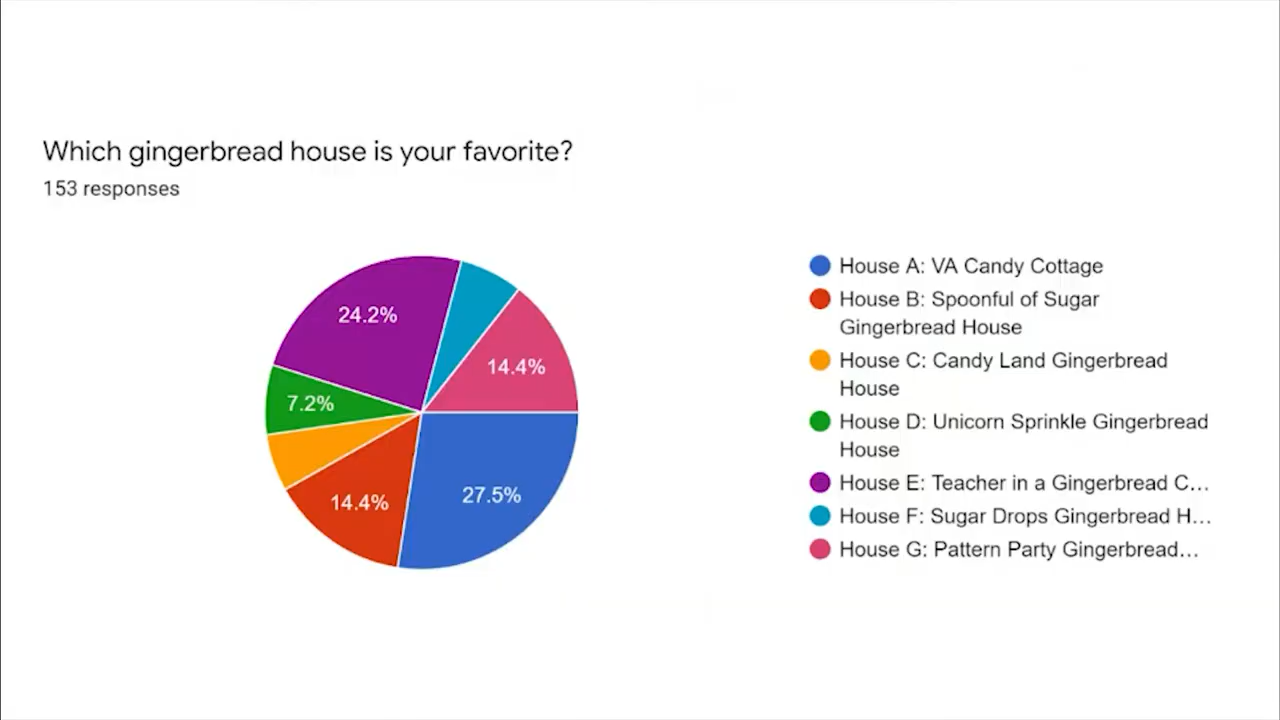 Which gingerbread house is your favorite?
153 responses
24.2%
14.4%
7.2%
14.4%
27.5%
House A: VA Candy Cottage
House B: Spoonful of Sugar
Gingerbread House
House C: Candy Land Gingerbread
House
House D: Unicorn Sprinkle Gingerbread
House
House E: Teacher in a Gingerbread C...
House F: Sugar Drops Gingerbread H...
House G: Pattern Party Gingerbread...